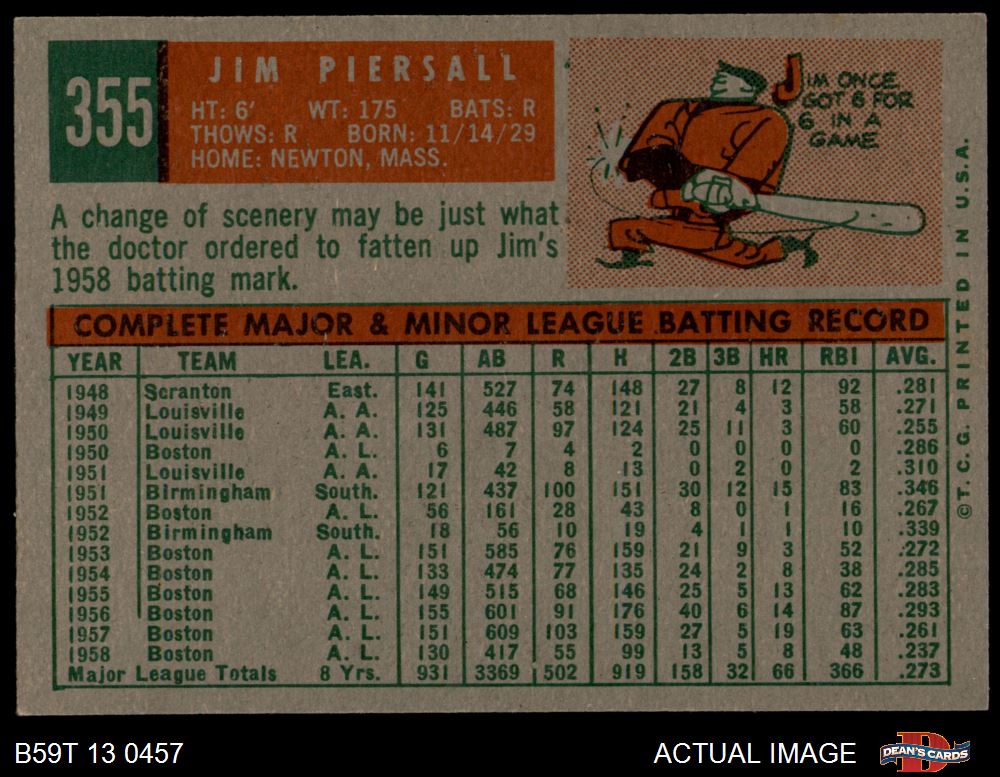 355
JIM PIERSALL
HT: 6' WT: 175 BATS: R
THOWS: R BORN: 11/14/29
HOME: NEWTON, MASS.
JIM ONCE
GOT 6 FOR
6 IN A
GAME.
A change of scenery may be just what
the doctor ordered to fatten up Jim's
1958 batting mark.
COMPLETE MAJOR & MINOR LEAGUE BATTING RECORD
YEAR TEAM LEA. G AB R H 2B 3B HR RBI AVG.
1948 Scranton East. 141 527 74 148 27 8 12 92 .281
1949 Louisville A. A. 125 446 58 121 21 4 3 58 .271
1950 Louisville A. A. 131 487 97 124 25 11 3 60 .255
1950 Boston A. L. 6 7 4 2 0 0 0 0 .286
1951 Louisville A. A. 17 42 8 13 0 2 0 2 .310
1951 Birmingham South. 121 437 100 151 30 12 15 83 .346
1952 Boston A. L. 56 161 28 43 8 0 1 16 .267
1952 Birmingham South. 18 56 10 19 4 1 1 10 .339
1953 Boston A. L. 151 585 76 159 21 9 3 52 .272
1954 Boston A. L. 133 474 77 135 24 2 8 38 .285
1955 Boston A. L. 149 515 68 146 25 5 13 62 .283
1956 Boston A. L. 155 601 91 176 40 6 14 87 .293
1957 Boston A. L. 151 609 103 159 27 5 19 63 .261
1958 Boston A. L. 130 417 55 99 13 5 8 48 .237
Major League Totals 8 Yrs. 931 3369 502 919 158 32 66 366 .273
©T. C. G. PRINTED IN U.S.A.
B59T 13 0457
ACTUAL IMAGE
D
DEAN'S CARDS